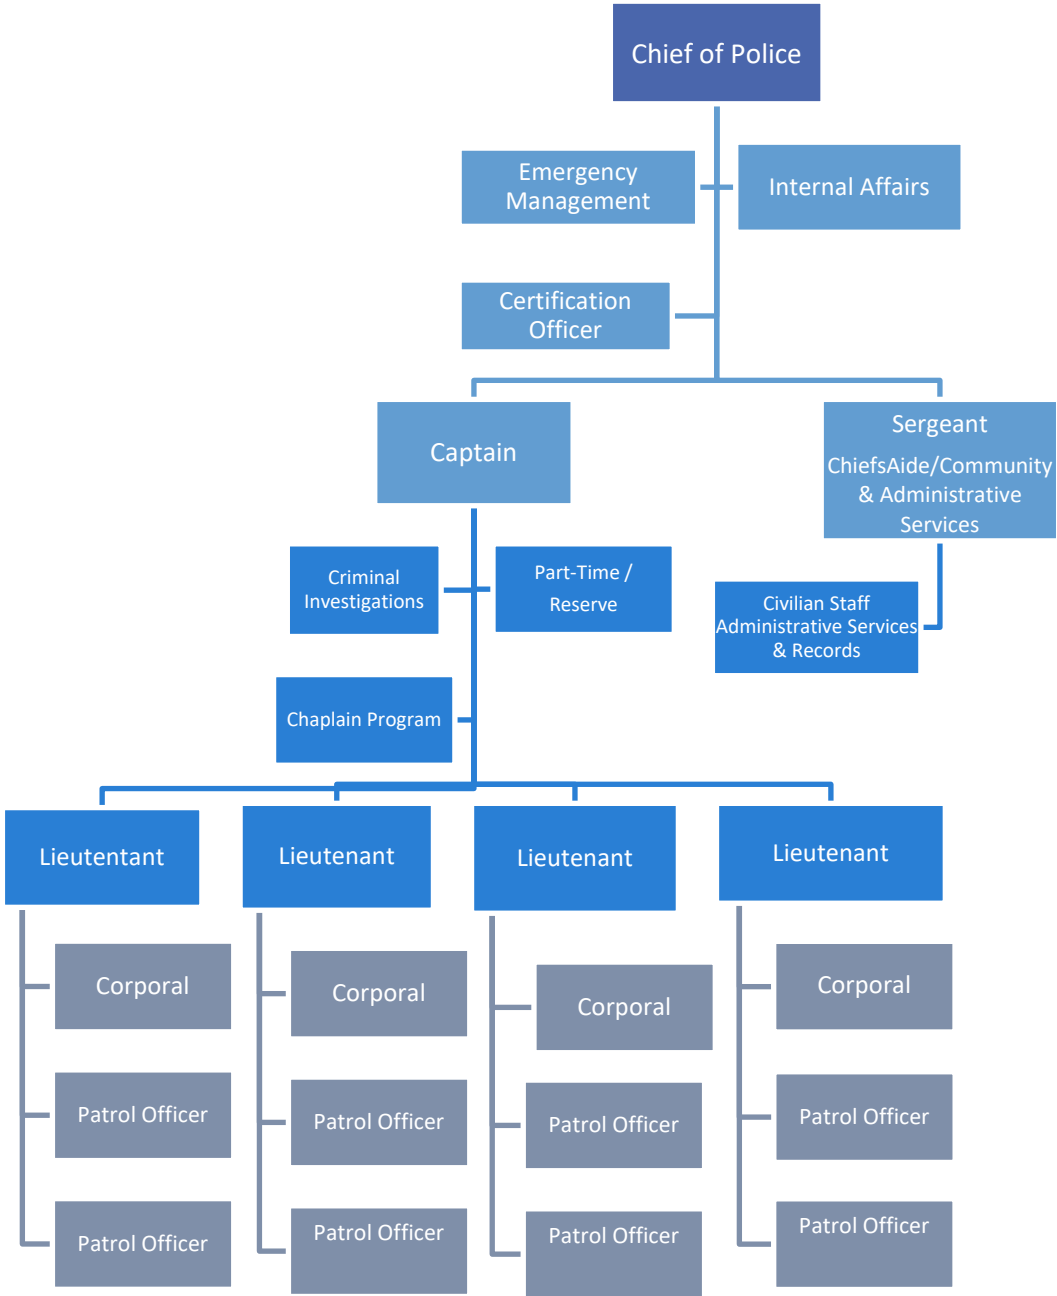 Chief of Police
Emergency
Management
Internal Affairs
Certification
Officer
Captain
Sergeant
ChiefsAide/Community
& Administrative
Services
Criminal
Investigations
Part-Time /
Reserve
Civilian Staff
Administrative Services
& Records
Chaplain Program
Lieutentant
Lieutenant
Lieutenant
Lieutenant
Corporal
Corporal
Corporal
Corporal
Patrol Officer
Patrol Officer
Patrol Officer
Patrol Officer
Patrol Officer
Patrol Officer
Patrol Officer
Patrol Officer